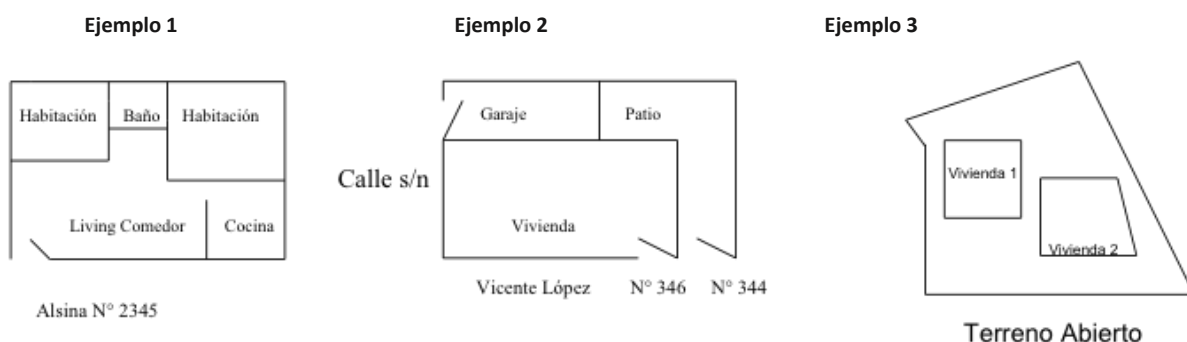 Ejemplo 1
Ejemplo 2
Ejemplo 3
Habitación
Baño
Habitación
Living Comedor
Cocina
Alsina N° 2345
Garaje
Patio
Calle s/n
Vivienda
Vicente López
N° 346
N° 344
Vivienda 1
Vivienda 2
Terreno Abierto